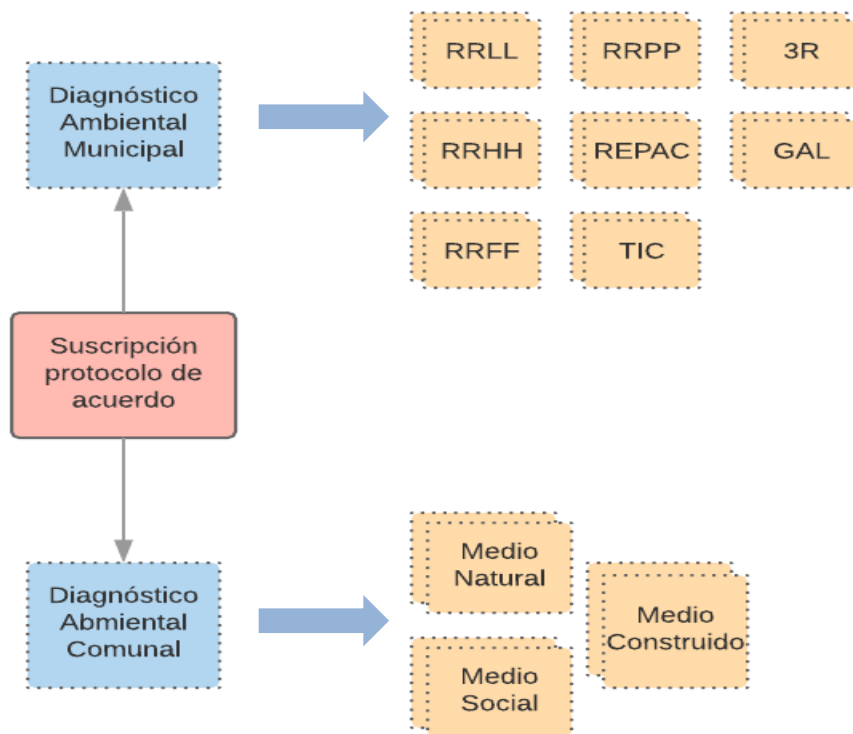 Diagnóstico
Ambiental
Municipal
RRLL
RRPP
3R
RRHH
REPAC
GAL
RRFF
TIC
Suscripción
protocolo de
acuerdo
Diagnóstico
Abmiental
Comunal
Medio
Natural
Medio
Construido
Medio
Social